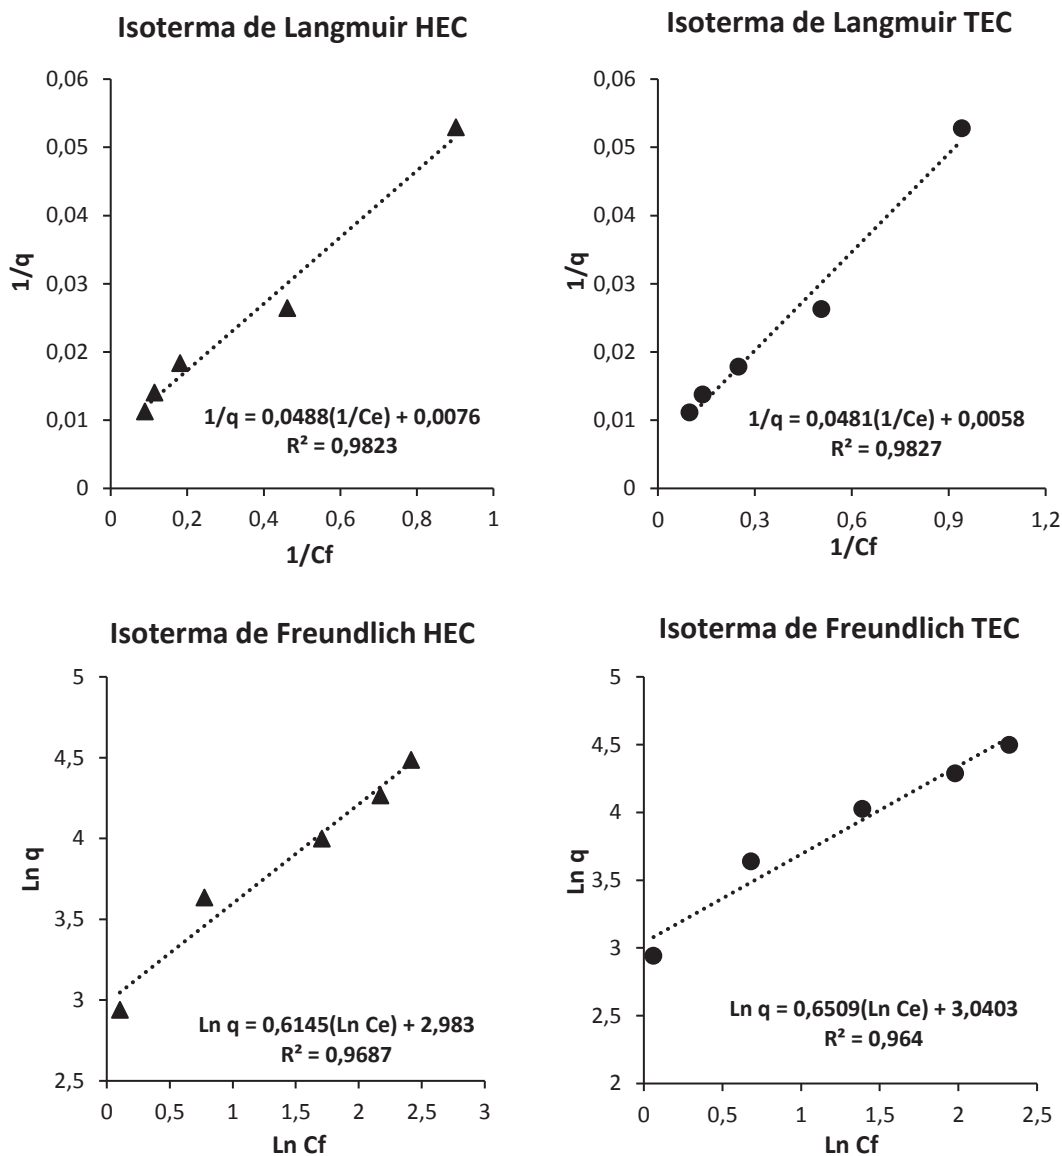 Isoterma de Langmuir HEC
0,06
0,05
0,04
0,03
0,02
0,01
0
1/q
1/q = 0,0488(1/Ce) + 0,0076
R² = 0,9823
0 0,2 0,4 0,6 0,8 1
1/Cf
Isoterma de Langmuir TEC
0,06
0,05
0,04
0,03
0,02
0,01
0
1/q
1/q = 0,0481(1/Ce) + 0,0058
R² = 0,9827
0 0,3 0,6 0,9 1,2
1/Cf
Isoterma de Freundlich HEC
5
4,5
4
3,5
3
2,5
Ln q
Ln q = 0,6145(Ln Ce) + 2,983
R² = 0,9687
0 0,5 1 1,5 2 2,5 3
Ln Cf
Isoterma de Freundlich TEC
5
4,5
4
3,5
3
2,5
2
Ln q
Ln q = 0,6509(Ln Ce) + 3,0403
R² = 0,964
0 0,5 1 1,5 2 2,5
Ln Cf